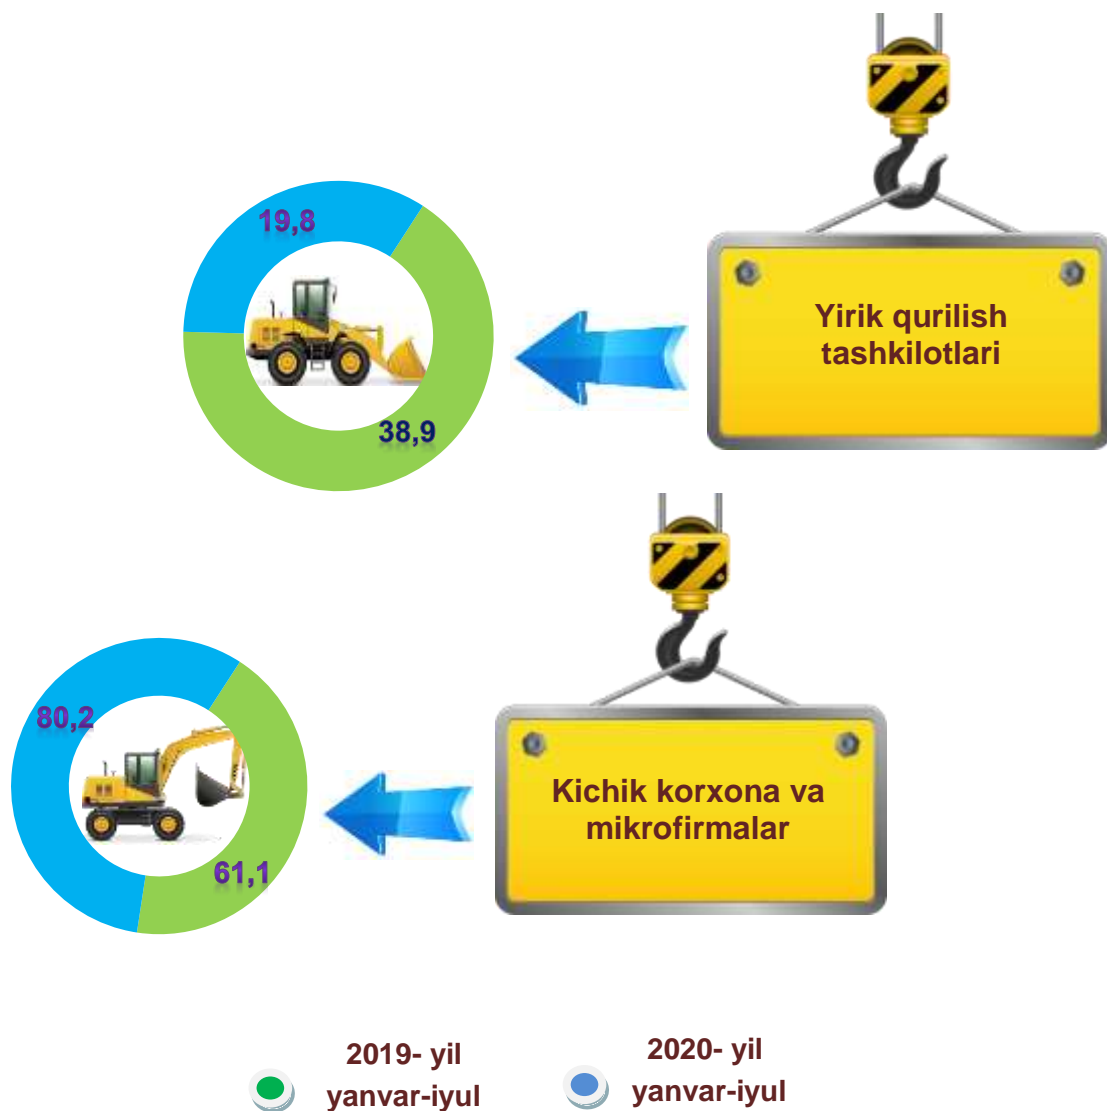 19,8
Yirik qurilish
tashkilotlari
38,9
80,2
Kichik korxona va
mikrofirmalar
61,1
2019- yil
yanvar-iyul
2020- yil
yanvar-iyul